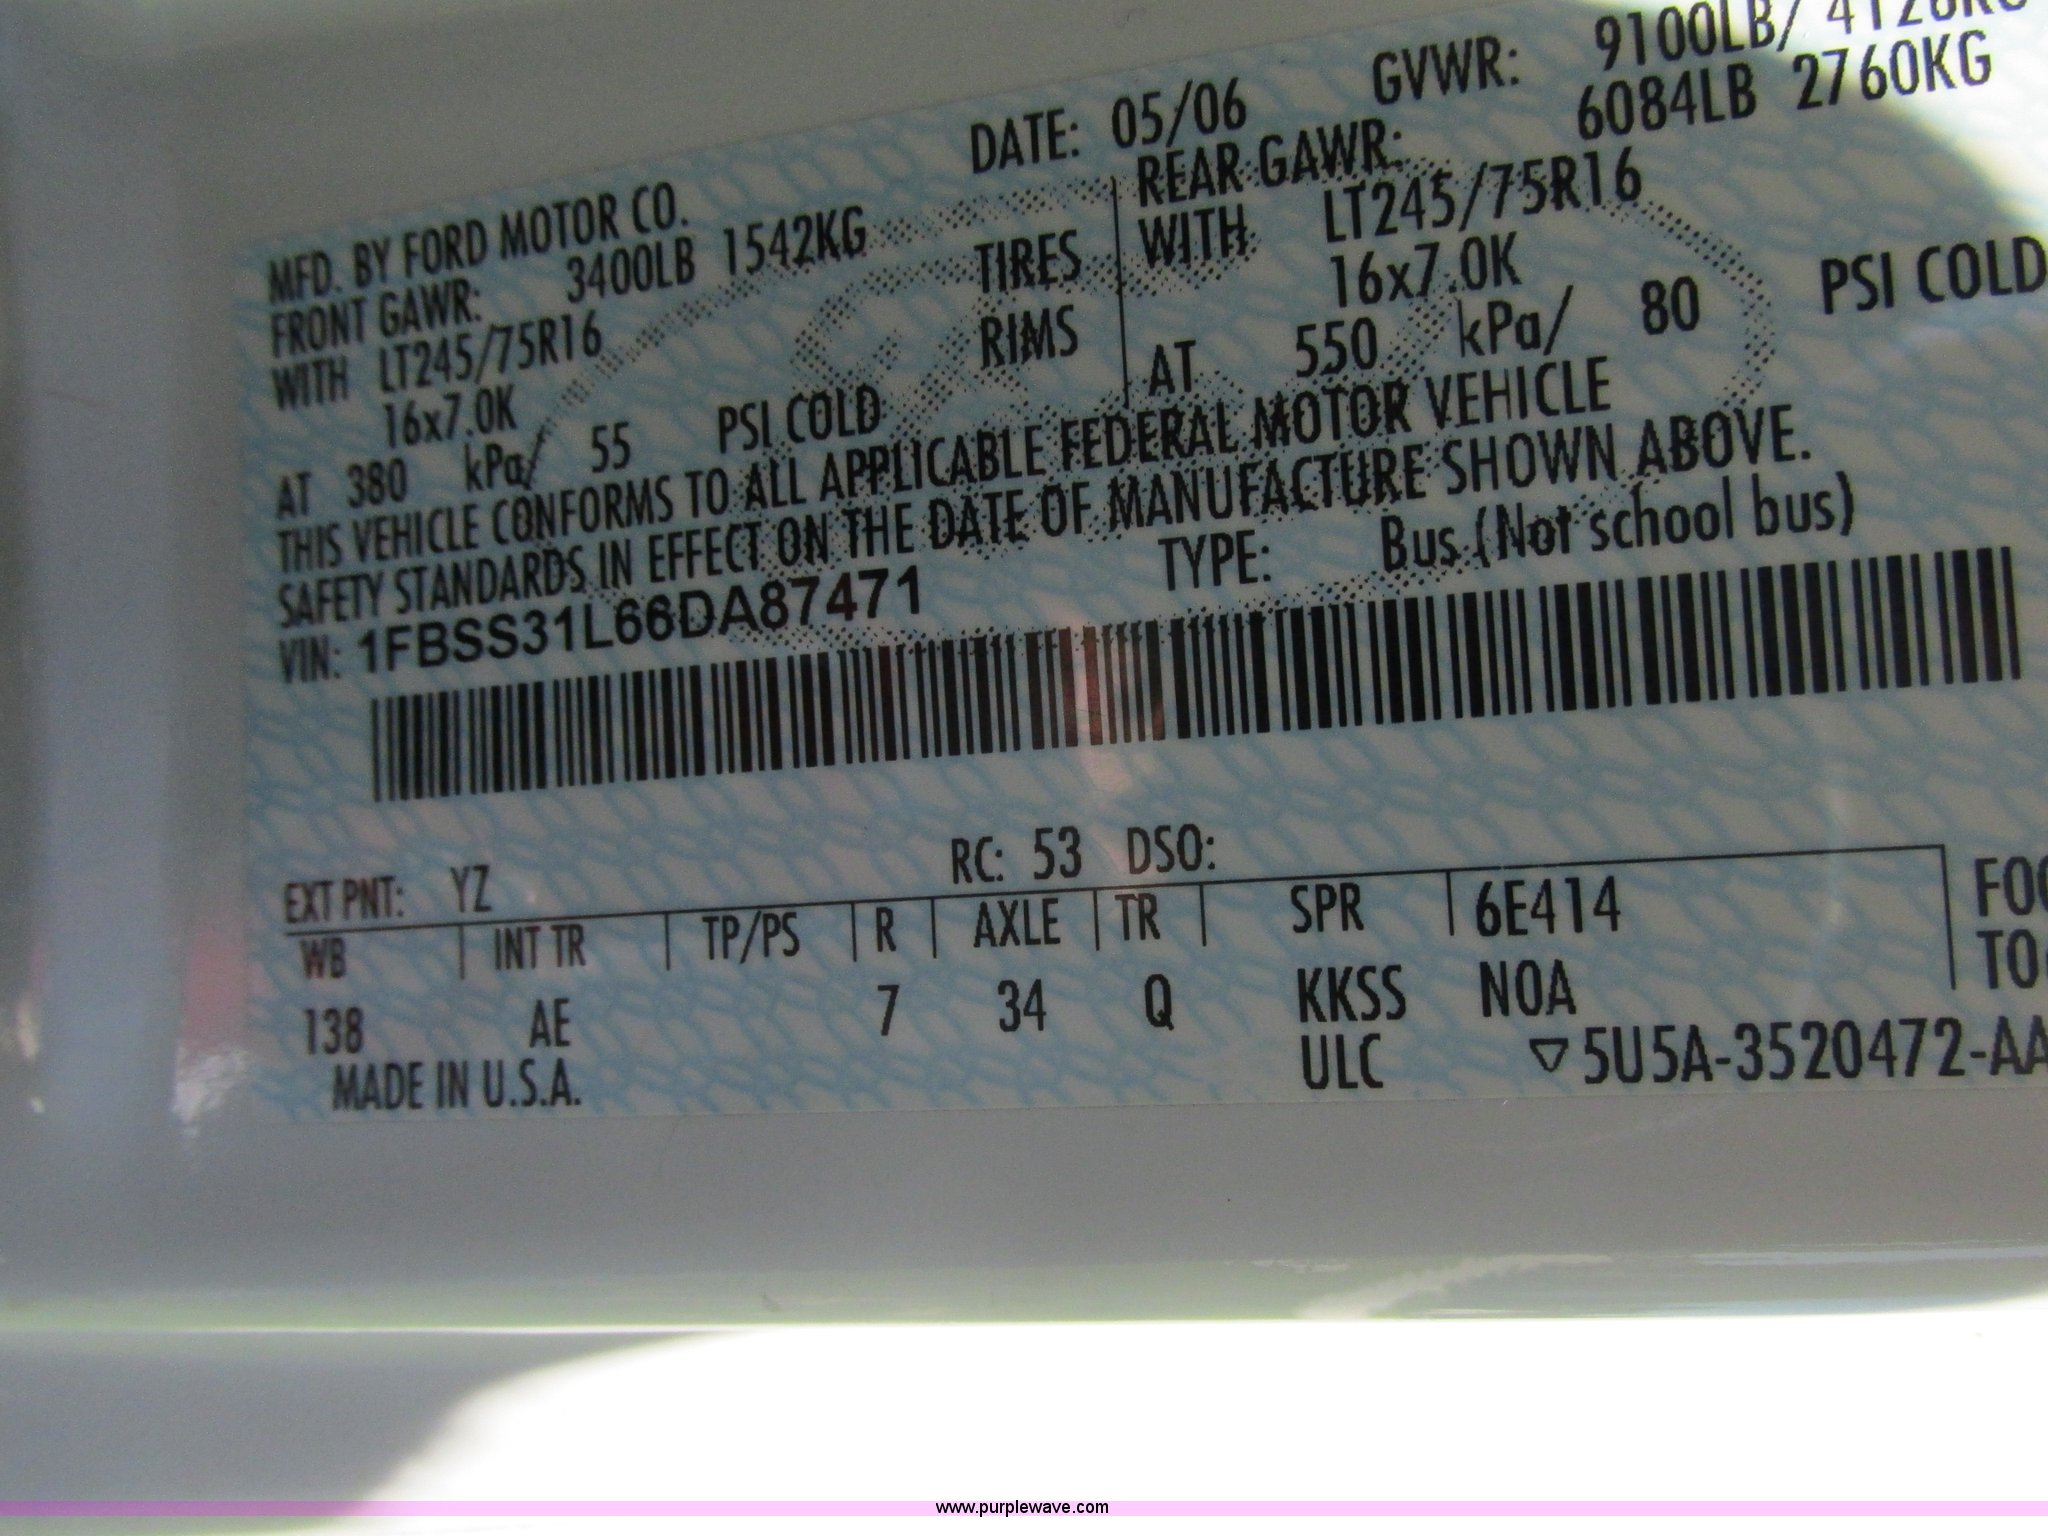 MFD. BY FORD MOTOR CO. DATE: 05/06 GVWR: 9100LB/
FRONT GAWR: 3400LB 1542KG REAR GAWR: 6084LB 2760KG
WITH LT245/75R16 TIRES WITH LT245/75R16
16x7.0K RIMS 16x7.0K
AT 380 kPa/ 55 PSI COLD AT 550 kPa/ 80 PSI COLD
THIS VEHICLE CONFORMS TO ALL APPLICABLE FEDERAL MOTOR VEHICLE
SAFETY STANDARDS IN EFFECT ON THE DATE OF MANUFACTURE SHOWN ABOVE.
VIN: 1FBSS31L66DA87471 TYPE: Bus (Not school bus)
EXT PNT: YZ RC: 53 DSO:
WB INT TR TP/PS R AXLE TR SPR 6E414
138 AE 7 34 Q KKSS NOA
MADE IN U.S.A. ULC ▽5U5A-3520472-AA
www.purplewave.com